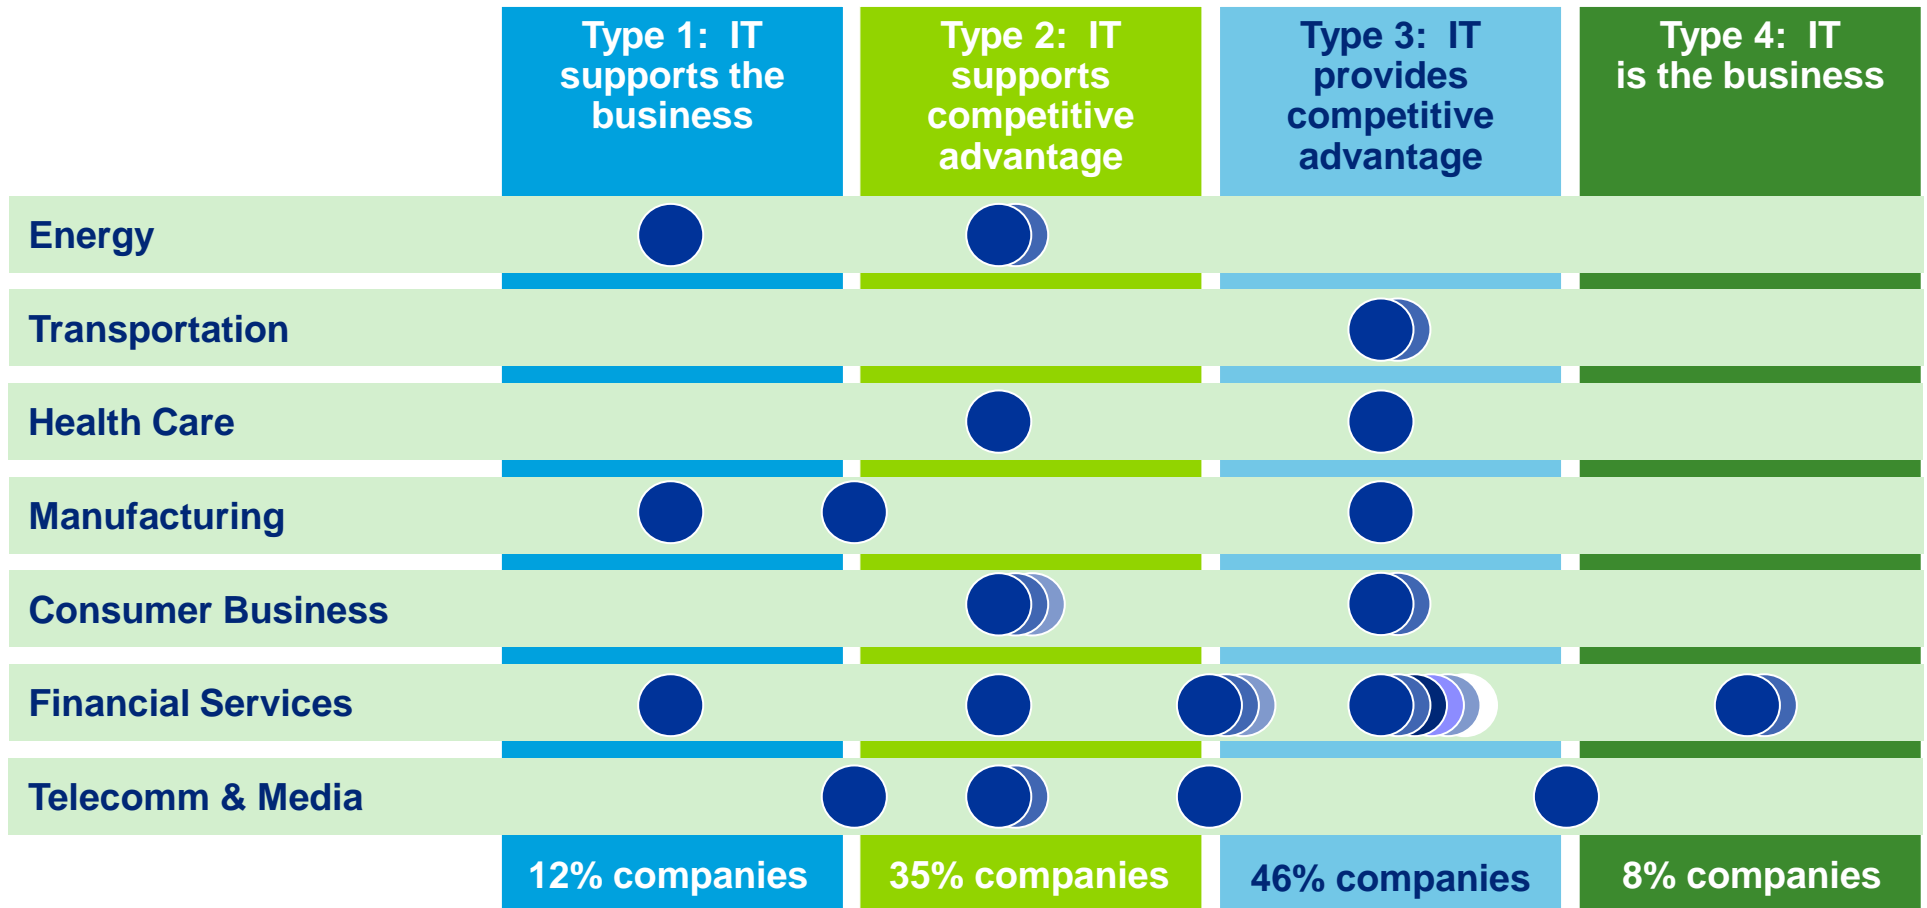 Type 1: IT
supports the
business
Type 2: IT
supports
competitive
advantage
Type 3: IT
provides
competitive
advantage
Type 4: IT
is the business
Energy
Transportation
Health Care
Manufacturing
Consumer Business
Financial Services
Telecomm & Media
12% companies
35% companies
46% companies
8% companies